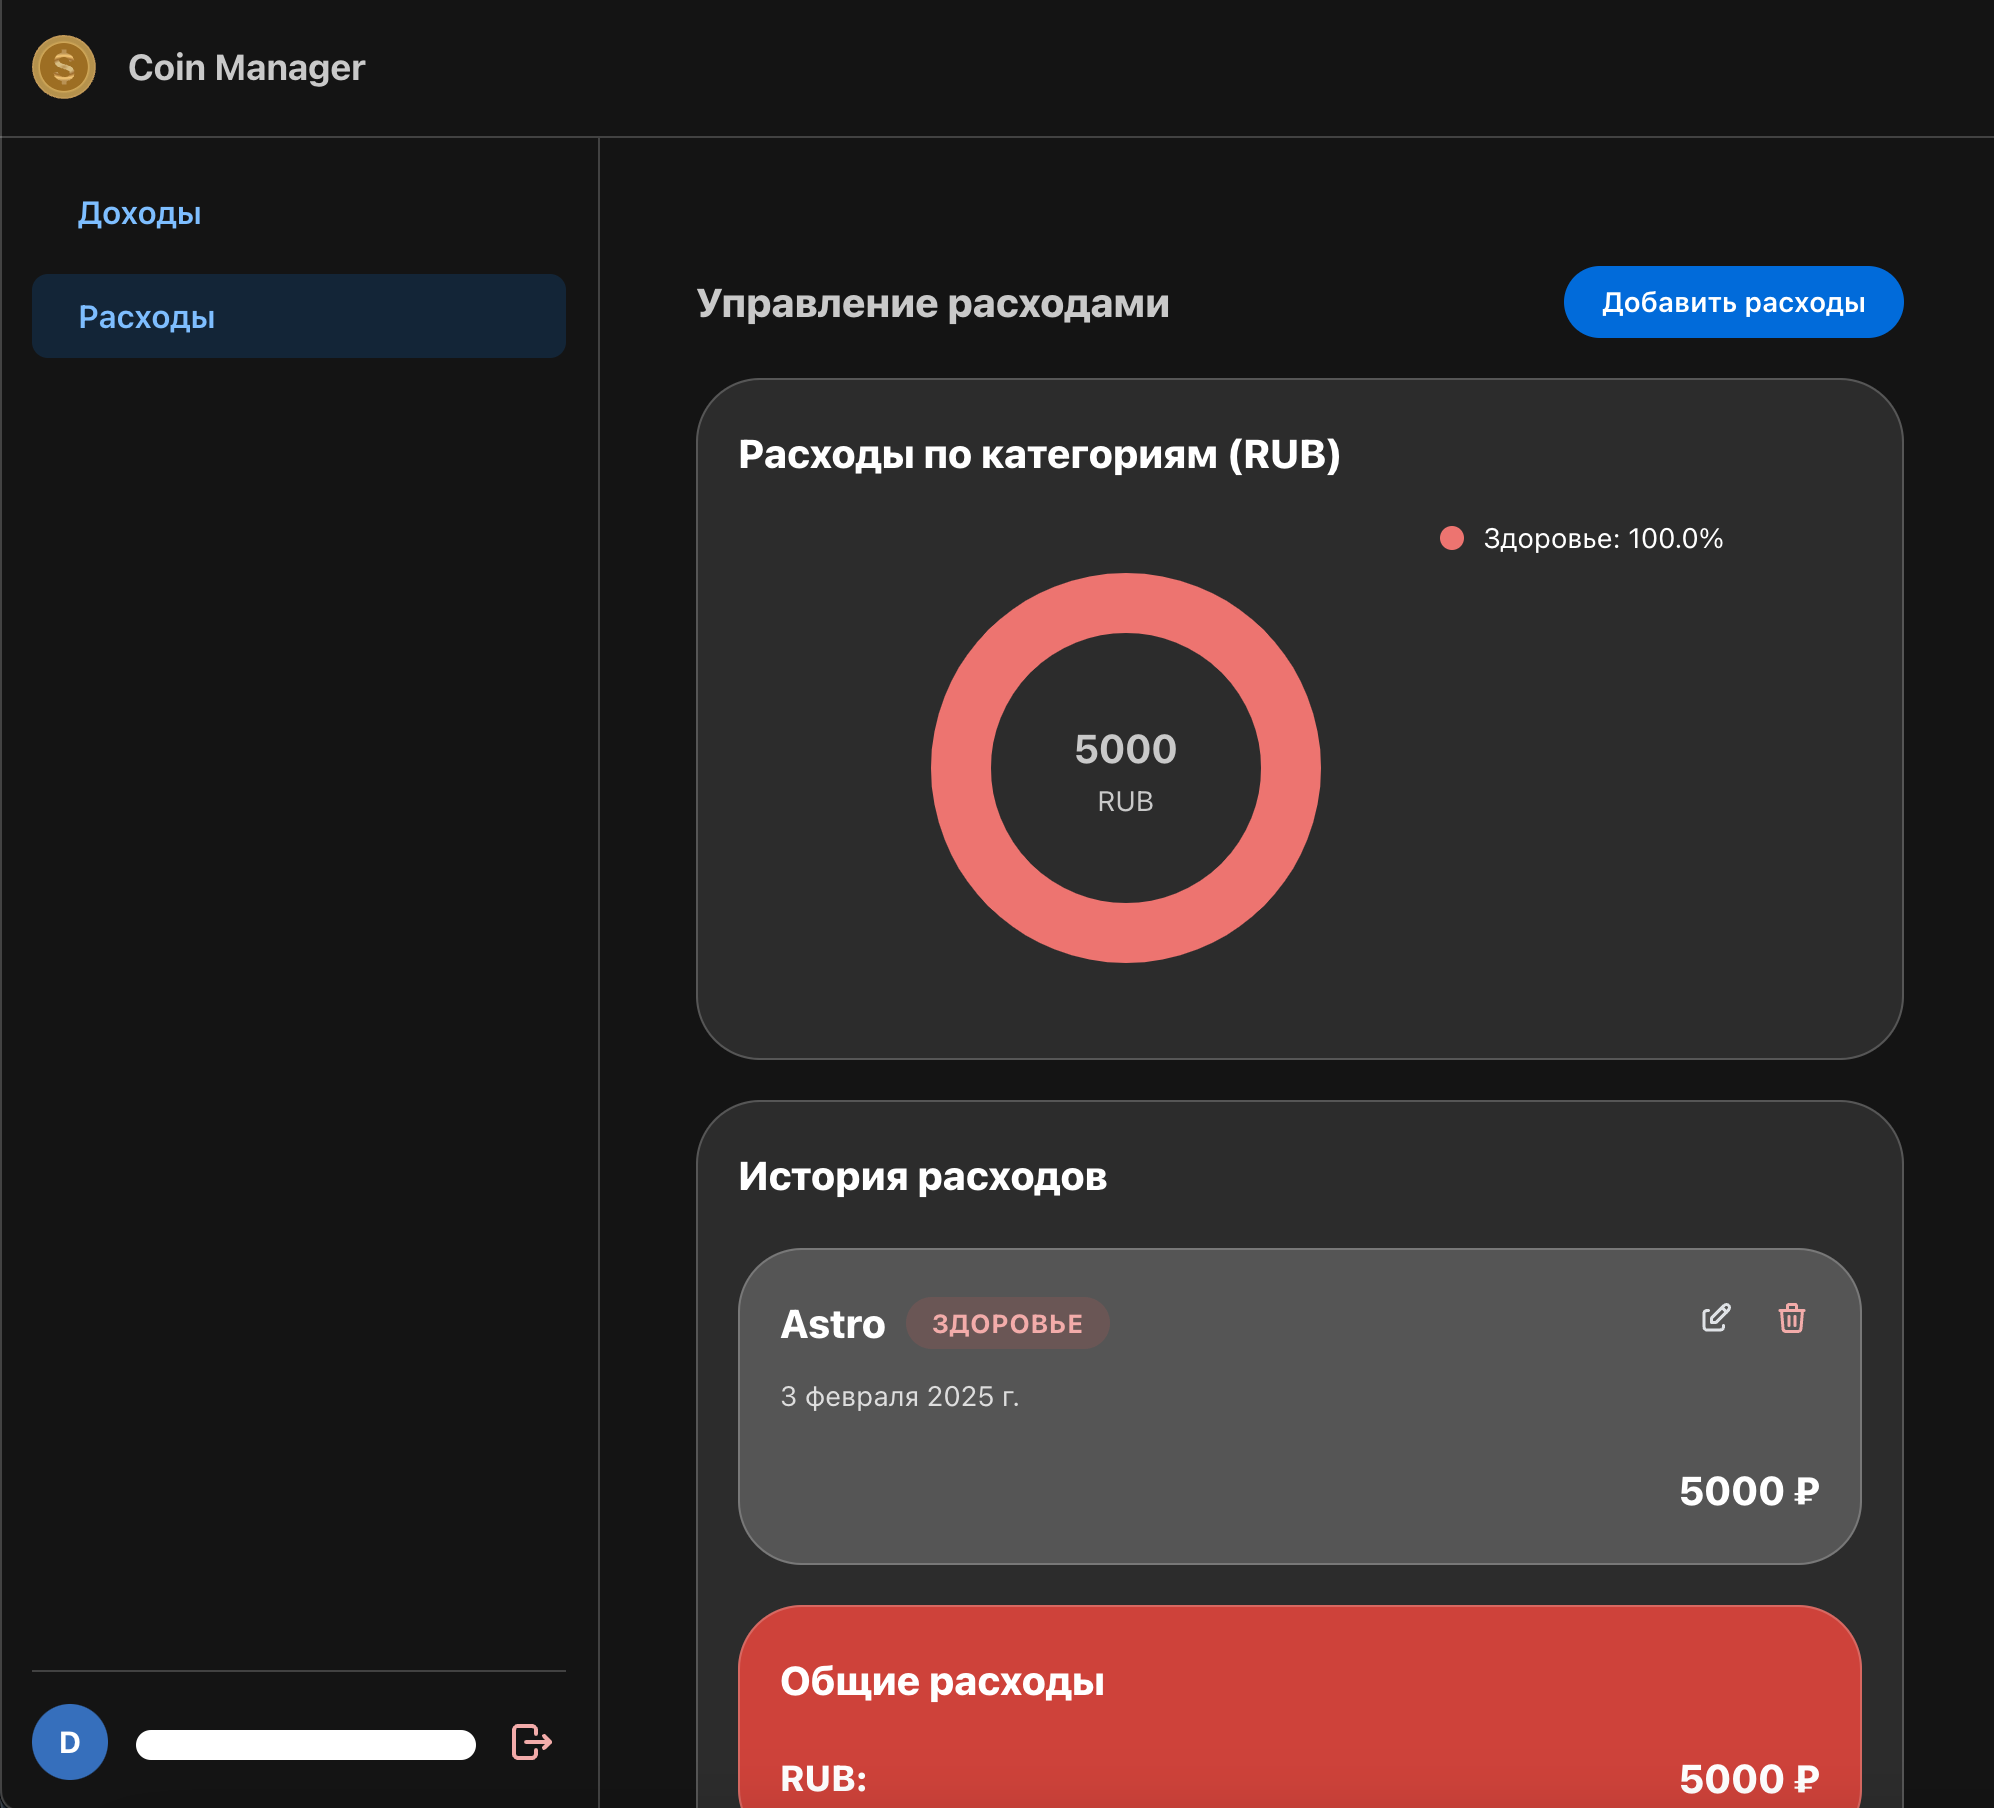 Coin Manager
Доходы
Расходы
Управление расходами
Добавить расходы
Расходы по категориям (RUB)
Здоровье: 100.0%
5000
RUB
История расходов
Astro
ЗДОРОВЬЕ
3 февраля 2025 г.
5000 ₽
Общие расходы
RUB:
5000 ₽
D